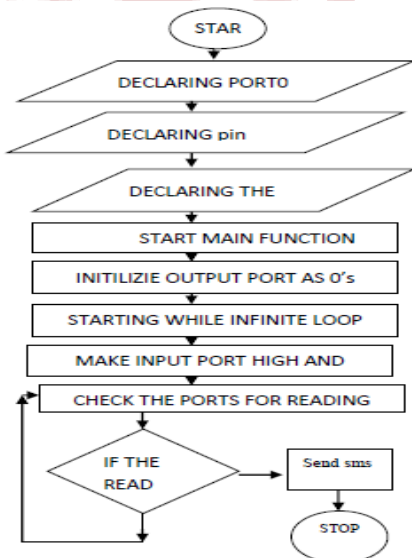 STAR
DECLARING PORT0
DECLARING pin
DECLARING THE
START MAIN FUNCTION
INITILIZIE OUTPUT PORT AS 0's
STARTING WHILE INFINITE LOOP
MAKE INPUT PORT HIGH AND
CHECK THE PORTS FOR READING
IF THE
READ
Send sms
STOP